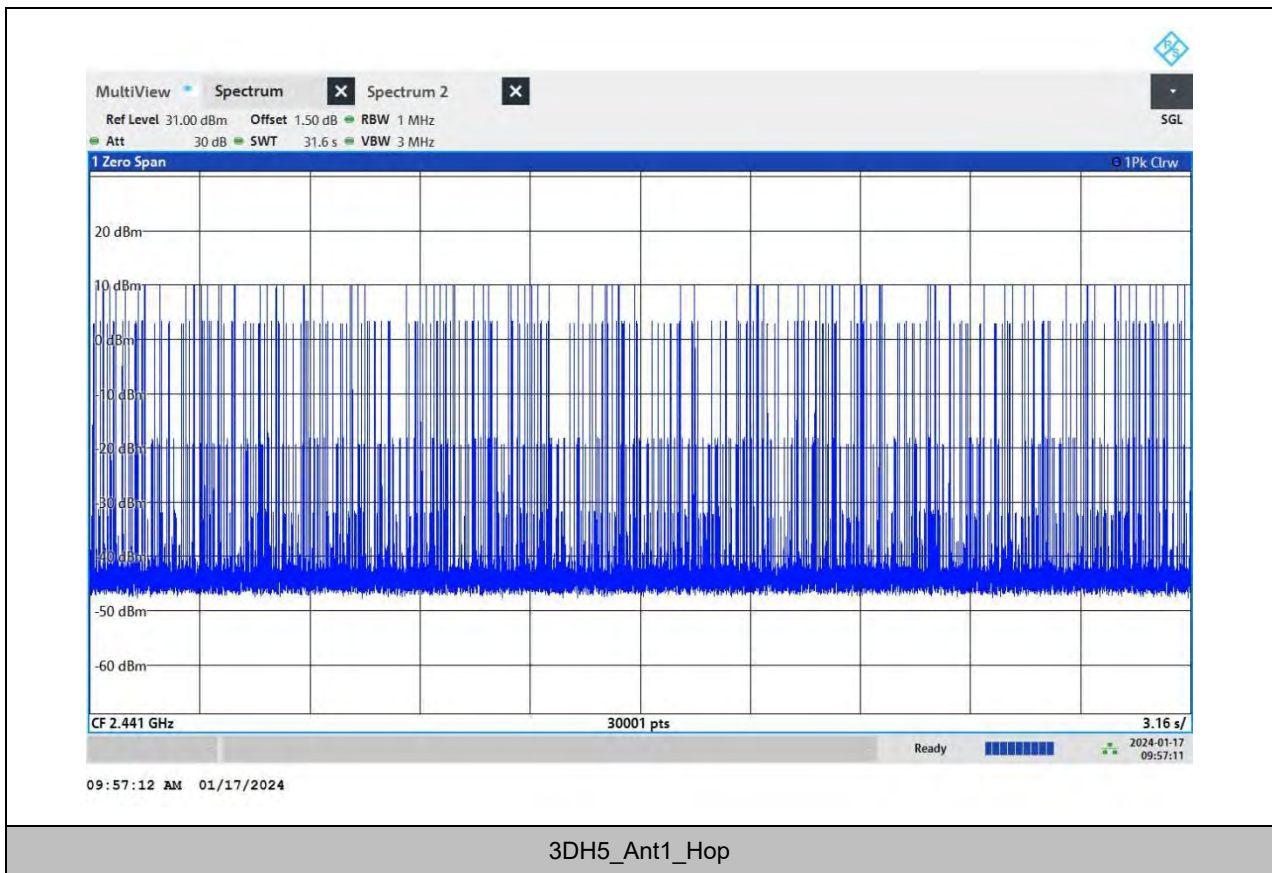 R S
MultiView Spectrum X Spectrum 2 X
Ref Level 31.00 dBm Offset 1.50 dB RBW 1 MHz SGL
Att 30 dB SWT 31.6 s VBW 3 MHz
1 Zero Span 1Pk Clrw
20 dBm
10 dBm
0 dBm
-10 dBm
-20 dBm
-30 dBm
-40 dBm
-50 dBm
-60 dBm
CF 2.441 GHz 30001 pts 3.16 s/
Ready 2024-01-17
09:57:11
09:57:12 AM 01/17/2024
3DH5_Ant1_Hop